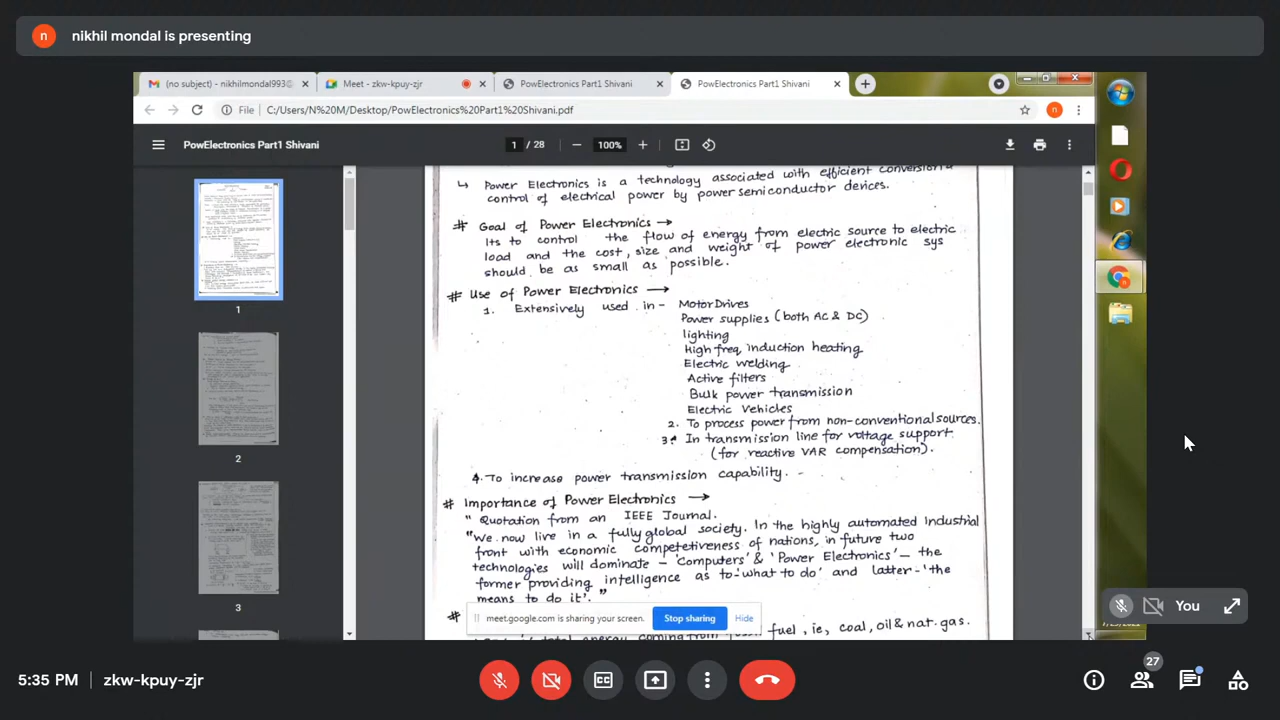 n nikhil mondal is presenting
(no subject) - nikhilmondal993@
Meet - zkw-kpuy-zjr
PowElectronics Part1 Shivani
PowElectronics Part1 Shivani
File C:/Users/N%20M/Desktop/PowElectronics%20Part1%20Shivani.pdf
n
PowElectronics Part1 Shivani
1 / 28
100%
Power Electronics is a technology associated with efficient conversion &
control of electrical power by power semiconductor devices.
# Goal of Power Electronics →
Its to control the flow of energy from electric source to electric
load and the cost, size and weight of power electronic sys
should be as small as possible.
# Use of Power Electronics →
1. Extensively used in - Motor Drives
Power supplies (both AC & DC)
lighting
High freq. induction heating
Electric welding
Active filters
Bulk power transmission
Electric Vehicles
2. To process power from non-conventional sources.
3. In transmission line for voltage support
(for reactive VAR compensation).
4. To increase power transmission capability.
# Importance of Power Electronics →
" Quotation from an IEEE Journal.
"We now live in a fully global society. In the highly automated Industrial
front with economic competetiveness of nations, in future two
technologies will dominate - 'Computers' & 'Power Electronics' - the
former providing intelligence as to-'what to do' and latter-'the
means to do it'. "
#
fuel, ie, coal, oil & nat. gas.
total energy coming from
1
2
3
meet.google.com is sharing your screen.
Stop sharing
Hide
You
5:35 PM zkw-kpuy-zjr
CC
27